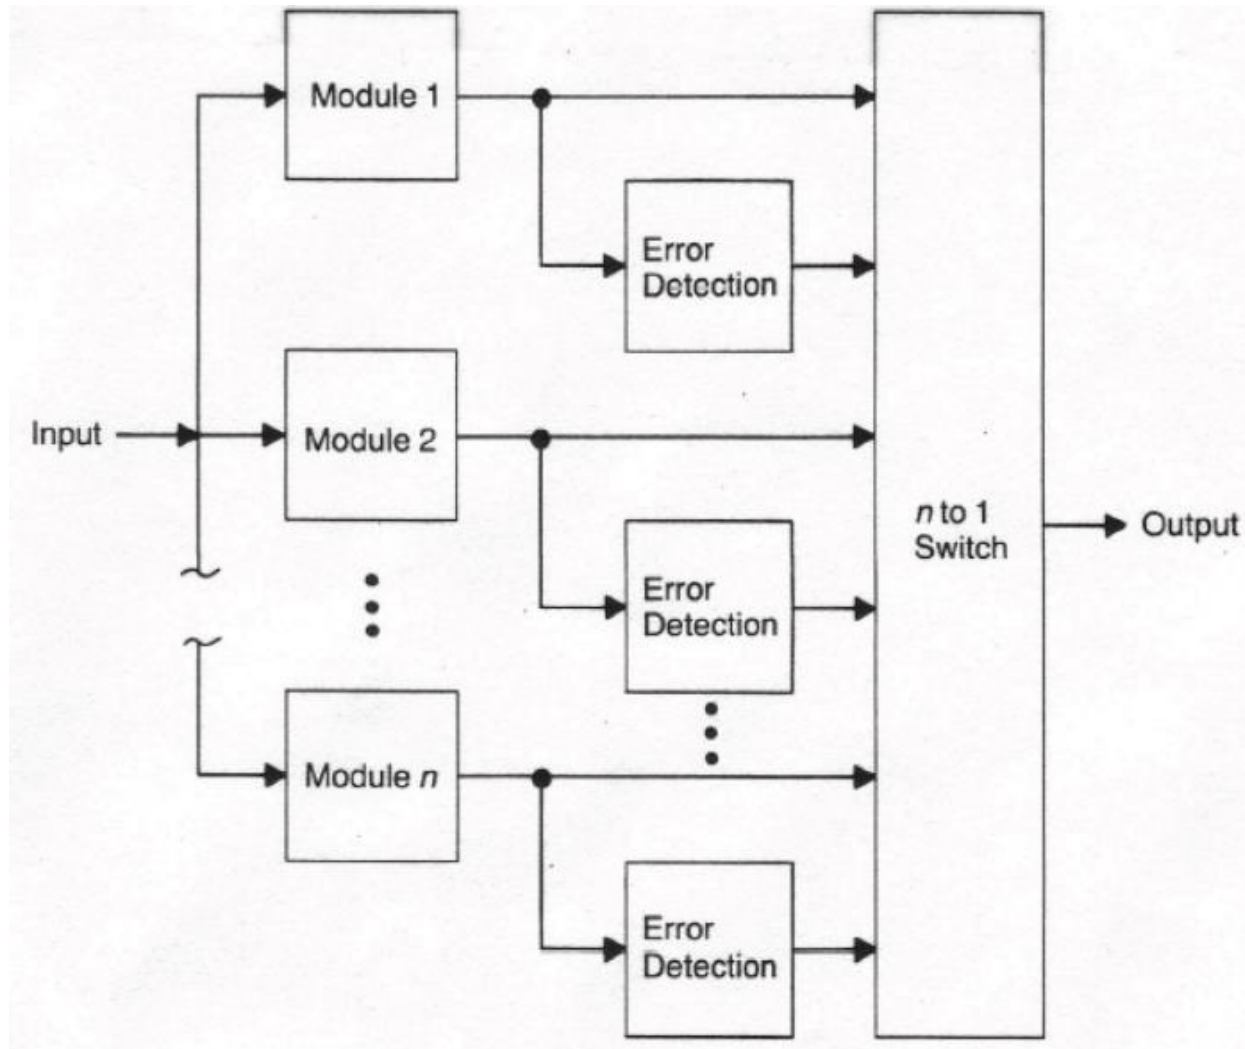 Module 1
Error
Detection
Input
Module 2
n to 1
Switch
Output
Error
Detection
Module n
Error
Detection